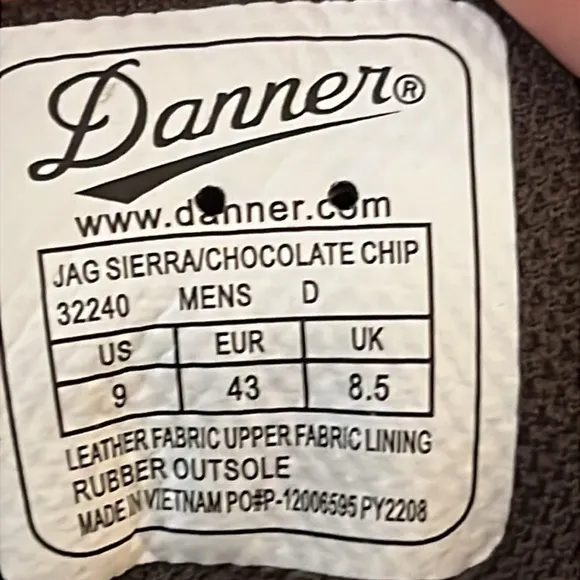 Danner®
www.danner.com
JAG SIERRA/CHOCOLATE CHIP
32240 MENS D
US EUR UK
9 43 8.5
LEATHER FABRIC UPPER FABRIC LINING
RUBBER OUTSOLE
MADE IN VIETNAM PO#P-12006595 PY2208